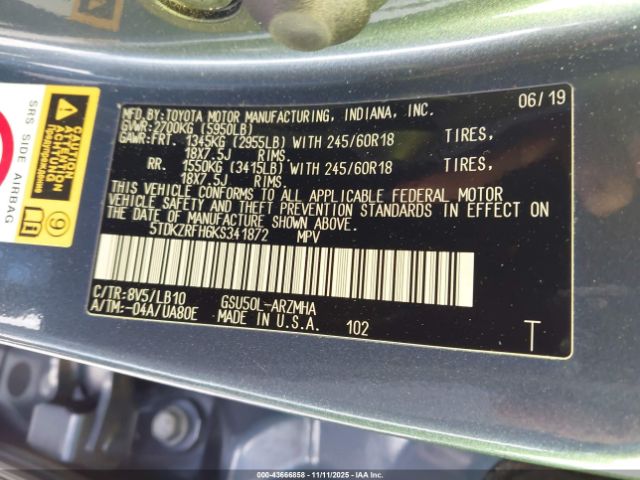 MFD.BY:TOYOTA MOTOR MANUFACTURING, INDIANA, INC. 06/19
GVWR:2700KG (5950LB)
GAWR:FRT. 1345KG (2955LB) WITH 245/60R18 TIRES,
18X7.5J RIMS.
RR. 1550KG (3415LB) WITH 245/60R18 TIRES,
18X7.5J RIMS.
THIS VEHICLE CONFORMS TO ALL APPLICABLE FEDERAL MOTOR
VEHICLE SAFETY AND THEFT PREVENTION STANDARDS IN EFFECT ON
THE DATE OF MANUFACTURE SHOWN ABOVE.
5TDKZRFH6KS341872 MPV
C/TR:8V5/LB10 GSU50L-ARZMHA
A/TM:-04A/UA80E MADE IN U.S.A. 102 T
SRS SIDE AIRBAG
CAUTION
9
000-43666858 - 11/11/2025 - IAA INC.